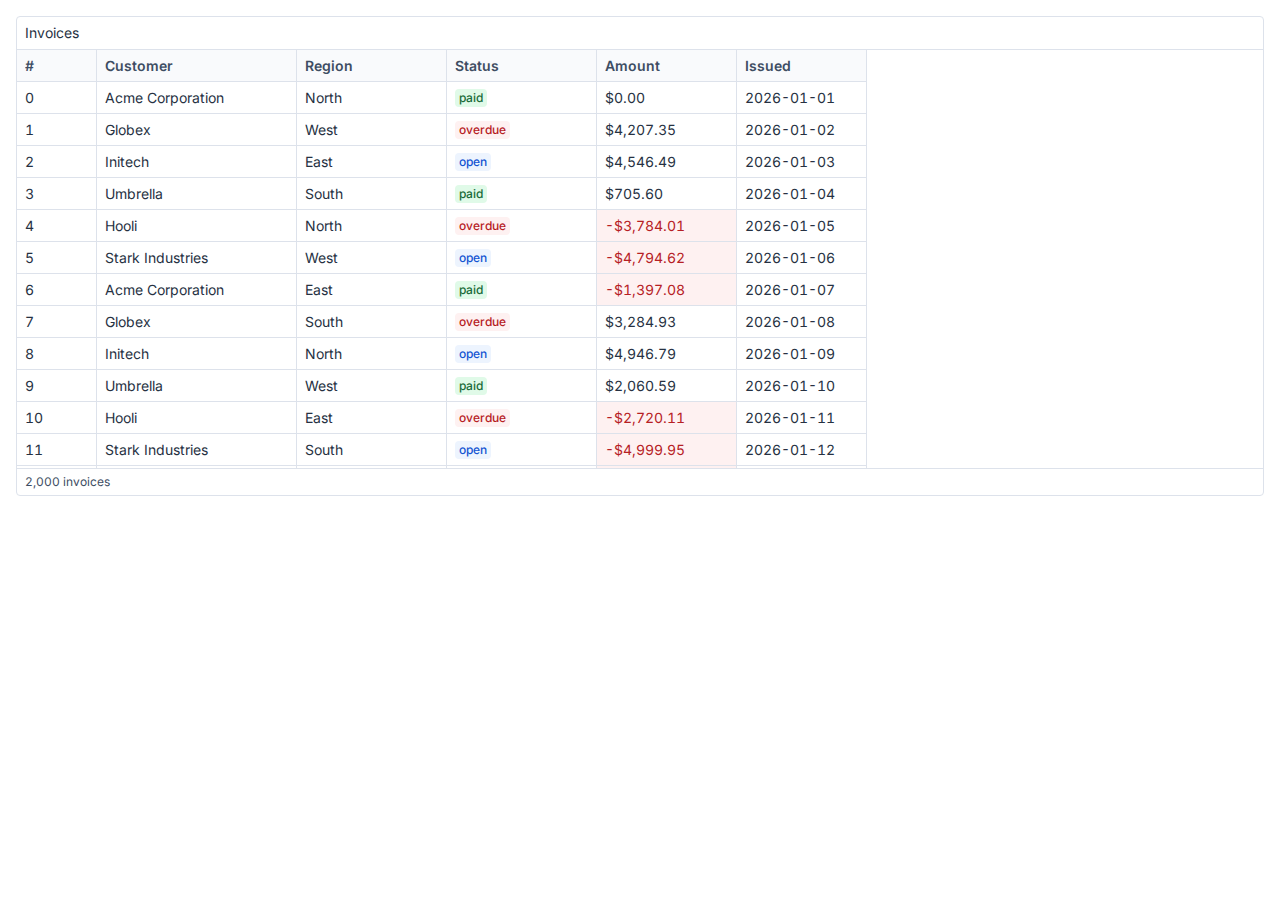 Invoices
# Customer Region Status Amount Issued
0 Acme Corporation North paid $0.00 2026-01-01
1 Globex West overdue $4,207.35 2026-01-02
2 Initech East open $4,546.49 2026-01-03
3 Umbrella South paid $705.60 2026-01-04
4 Hooli North overdue -$3,784.01 2026-01-05
5 Stark Industries West open -$4,794.62 2026-01-06
6 Acme Corporation East paid -$1,397.08 2026-01-07
7 Globex South overdue $3,284.93 2026-01-08
8 Initech North open $4,946.79 2026-01-09
9 Umbrella West paid $2,060.59 2026-01-10
10 Hooli East overdue -$2,720.11 2026-01-11
11 Stark Industries South open -$4,999.95 2026-01-12
2,000 invoices